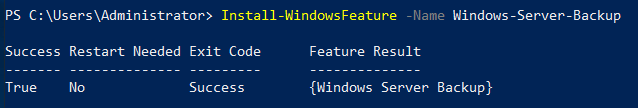 PS C:\Users\Administrator> Install-WindowsFeature -Name Windows-Server-Backup
Success Restart Needed Exit Code      Feature Result
------- -------------- ---------      --------------
True    No             Success        {Windows Server Backup}